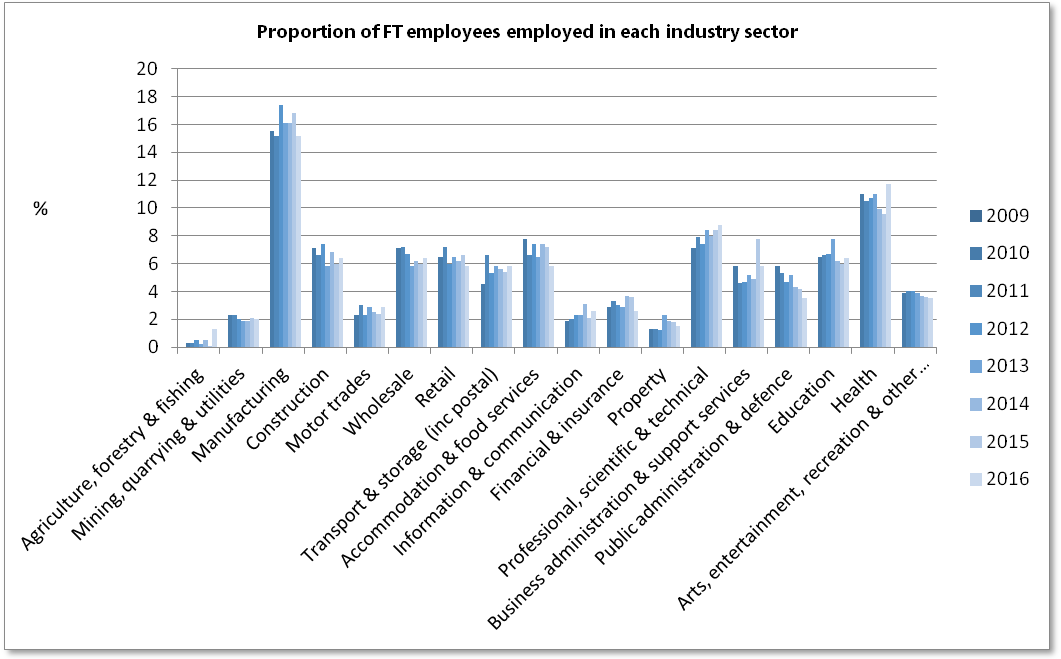 Proportion of FT employees employed in each industry sector
20
18
16
14
12
10
8
6
4
2
0
%
Agriculture, forestry & fishing
Mining, quarrying & utilities
Manufacturing
Construction
Motor trades
Wholesale
Retail
Transport & storage (inc postal)
Accommodation & food services
Information & communication
Financial & insurance
Property
Professional, scientific & technical
Business administration & support services
Public administration & defence
Education
Health
Arts, entertainment, recreation & other...
2009
2010
2011
2012
2013
2014
2015
2016